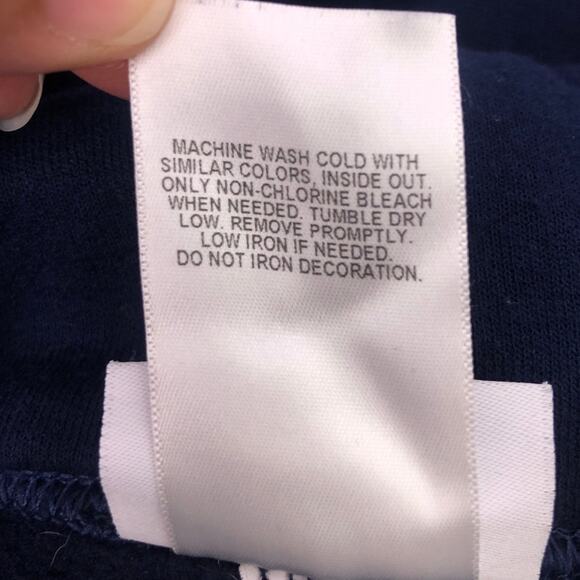 MACHINE WASH COLD WITH
SIMILAR COLORS, INSIDE OUT.
ONLY NON-CHLORINE BLEACH
WHEN NEEDED. TUMBLE DRY
LOW. REMOVE PROMPTLY.
LOW IRON IF NEEDED.
DO NOT IRON DECORATION.